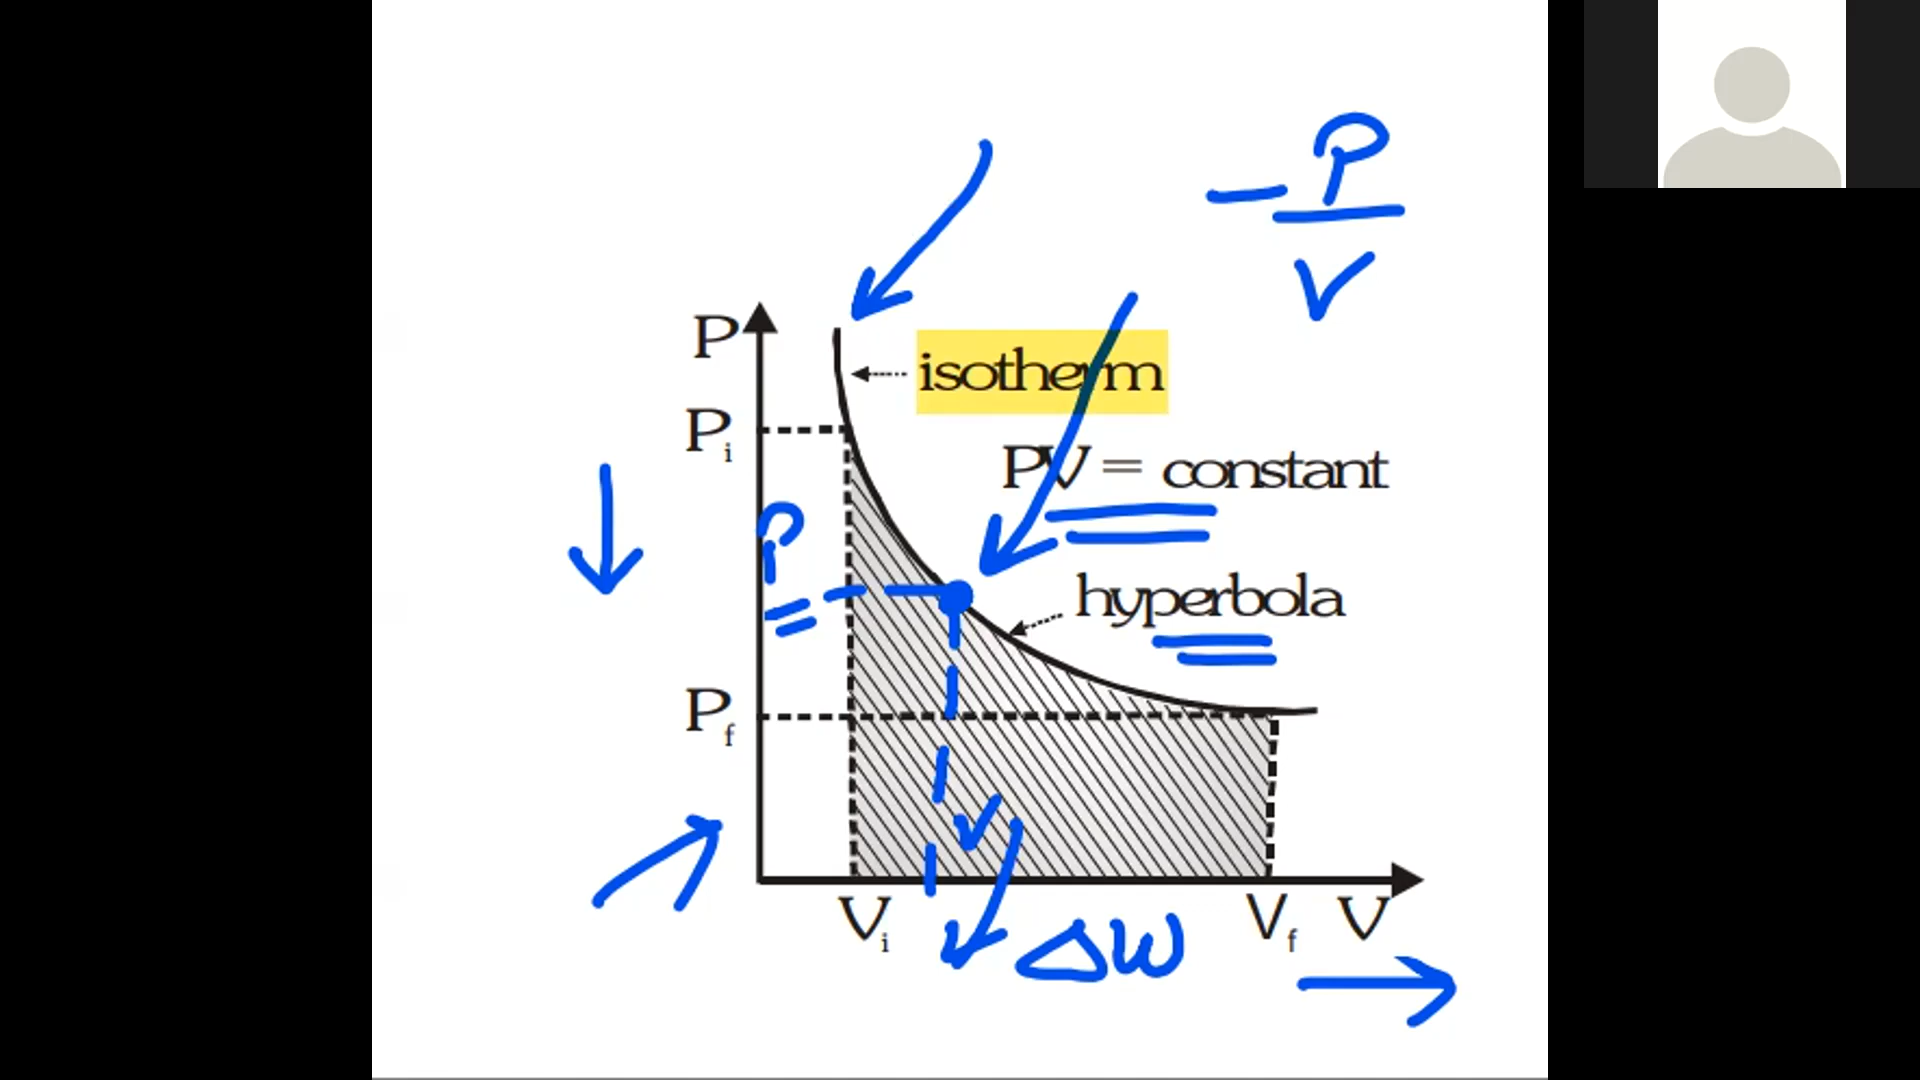 - P
V
P
isotherm
Pi
PV = constant
P
hyperbola
Pf
V
Vi
ΔW
Vf
V